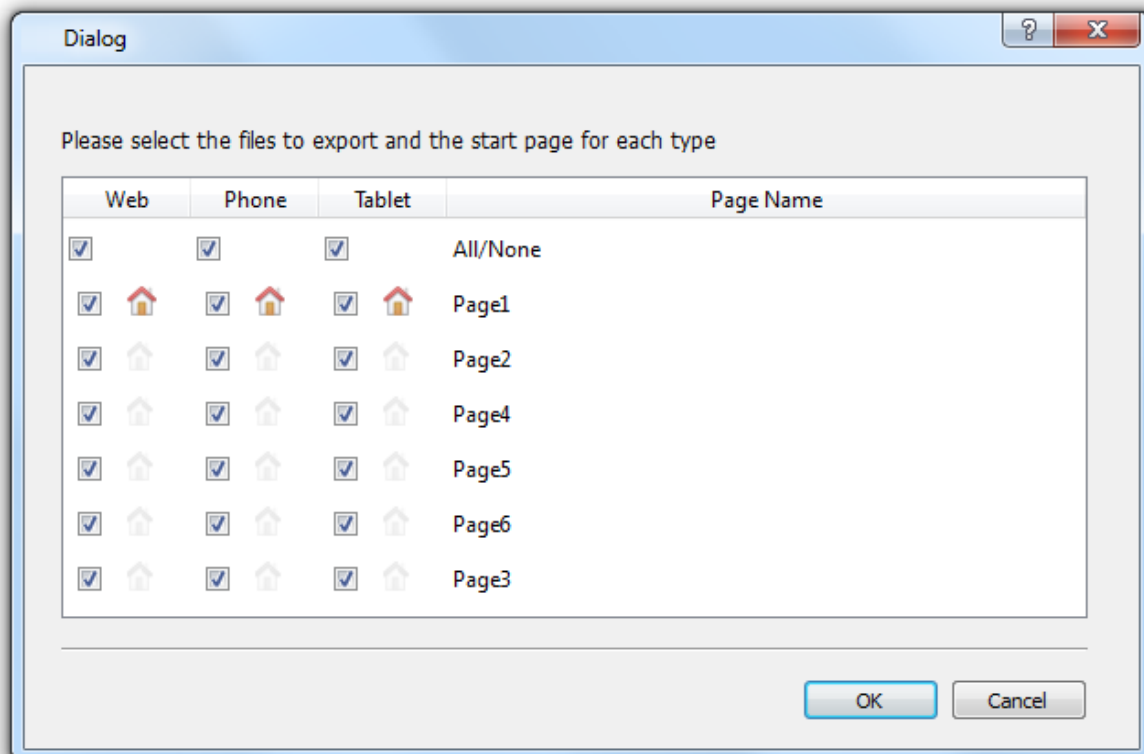 Dialog
Please select the files to export and the start page for each type
Web Phone Tablet Page Name
All/None
Page1
Page2
Page4
Page5
Page6
Page3
OK Cancel